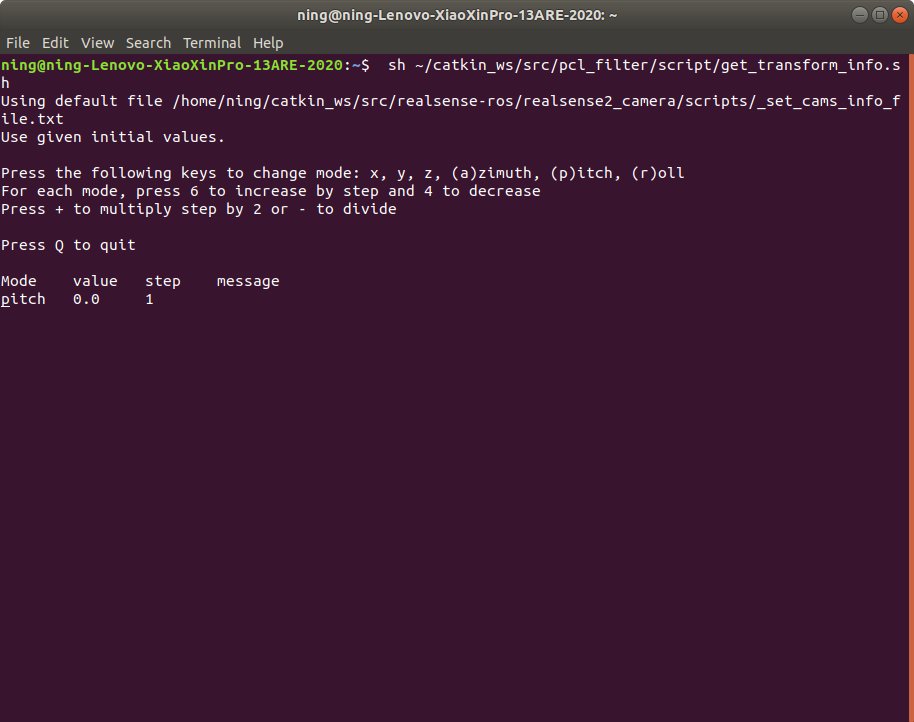 ning@ning-Lenovo-XiaoXinPro-13ARE-2020: ~
File Edit View Search Terminal Help
ning@ning-Lenovo-XiaoXinPro-13ARE-2020:~$  sh ~/catkin_ws/src/pcl_filter/script/get_transform_info.s
h
Using default file /home/ning/catkin_ws/src/realsense-ros/realsense2_camera/scripts/_set_cams_info_f
ile.txt
Use given initial values.
Press the following keys to change mode: x, y, z, (a)zimuth, (p)itch, (r)oll
For each mode, press 6 to increase by step and 4 to decrease
Press + to multiply step by 2 or - to divide
Press Q to quit
Mode    value   step    message
pitch   0.0     1